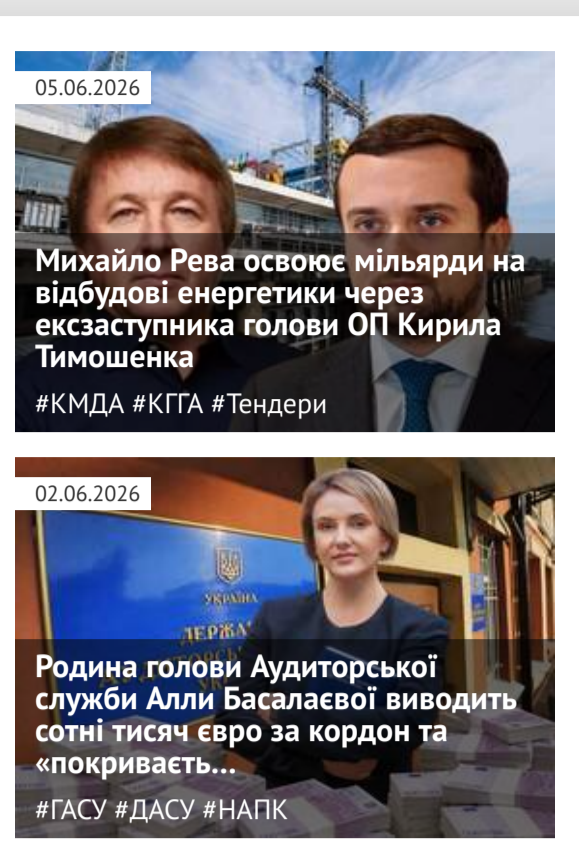 05.06.2026
Михайло Рева освоює мільярди на
відбудові енергетики через
ексзаступника голови ОП Кирила
Тимошенка
#КМДА #КГГА #Тендери
02.06.2026
УКРАЇНА
ДЕРЖА
Родина голови Аудиторської
служби Алли Басалаєвої виводить
сотні тисяч євро за кордон та
«покриваєть...
#ГАСУ #ДАСУ #НАПК